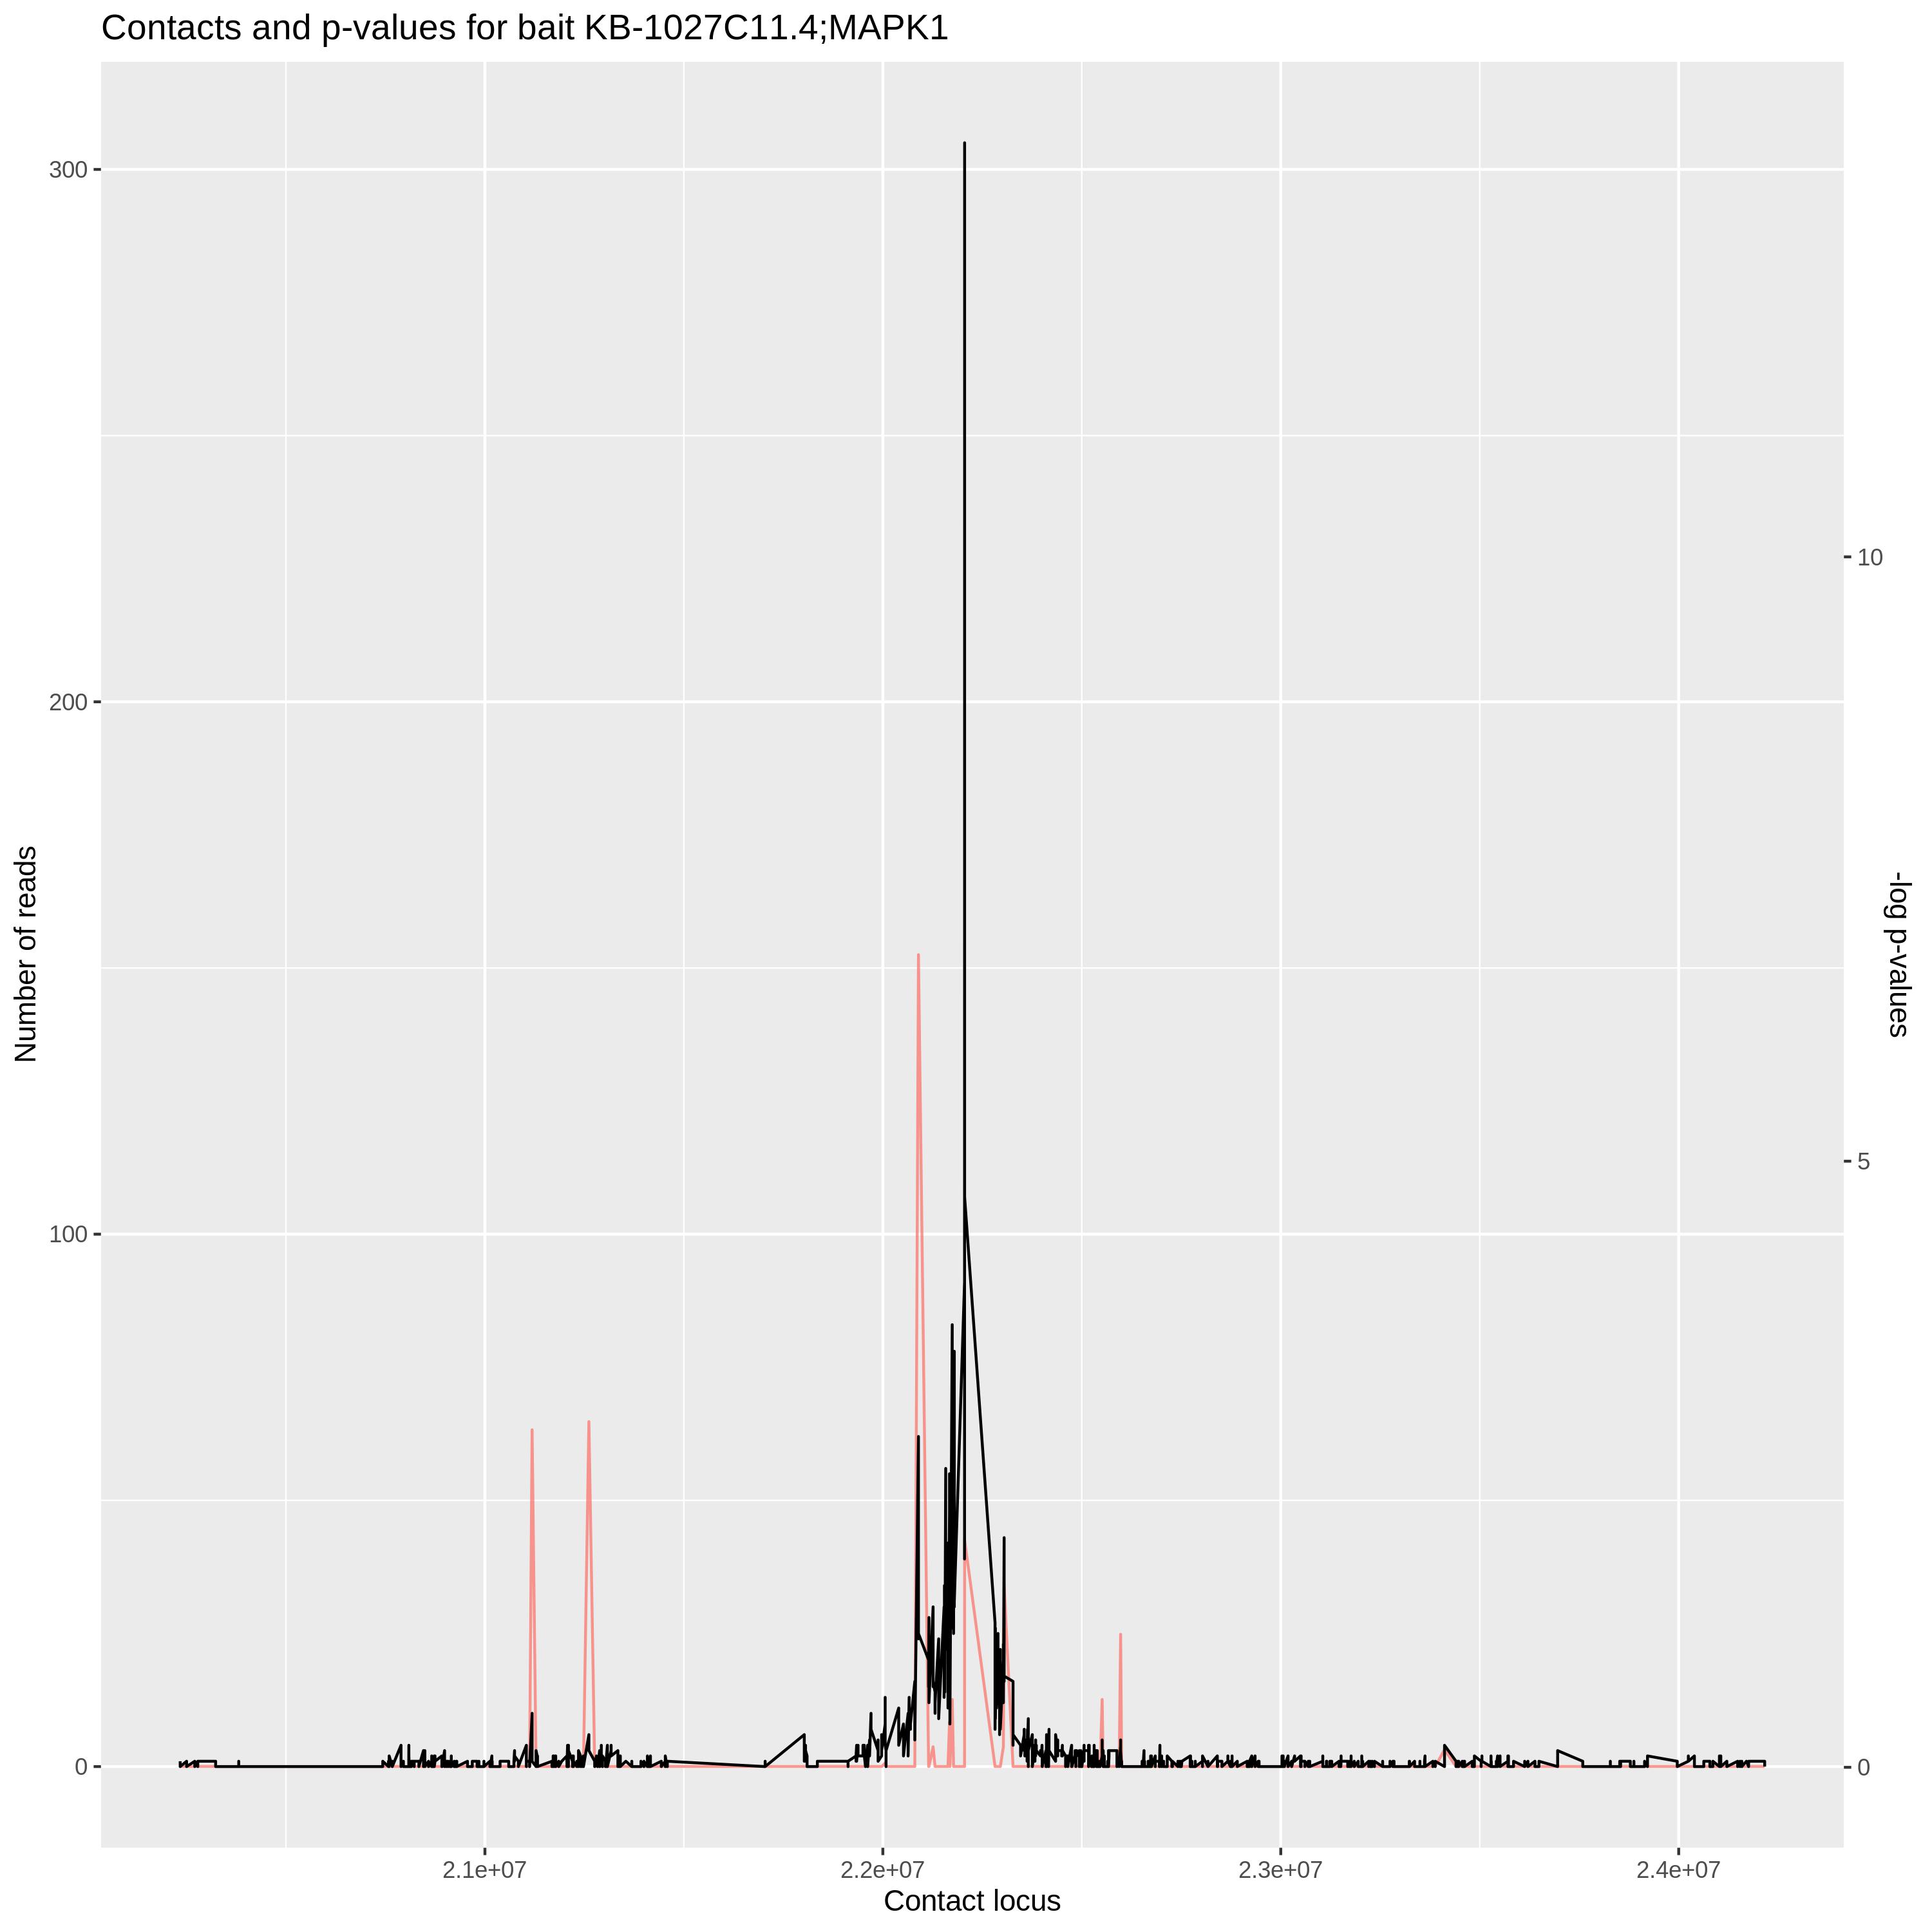 Contacts and p-values for bait KB-1027C11.4;MAPK1
300
200
100
0
Number of reads
10
5
0
-log p-values
2.1e+07
2.2e+07
2.3e+07
2.4e+07
Contact locus